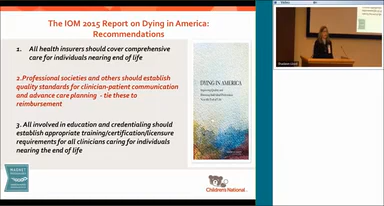 The IOM 2015 Report on Dying in America:
Recommendations
1. All health insurers should cover comprehensive
care for individuals nearing end of life
2.Professional societies and others should establish
quality standards for clinician-patient communication
and advance care planning - tie these to
reimbursement
3. All involved in education and credentialing should
establish appropriate training/certification/licensure
requirements for all clinicians caring for individuals
nearing the end of life
DYING IN AMERICA
MAGNET
Children's National